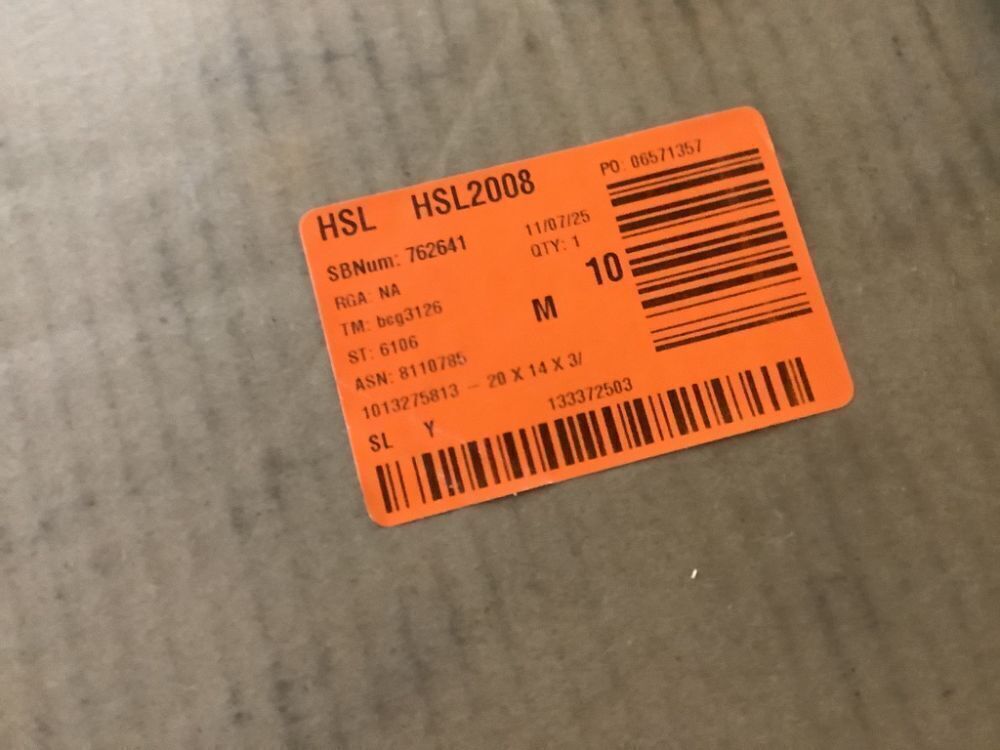 HSL HSL2008
PO: 06571357
SBNum: 762641
11/07/25
RGA: NA
QTY: 1
10
TM: bcg3126
M
ST: 6106
ASN: 8110785
1013275813 - 20 X 14 X 3/
133372503
SL Y